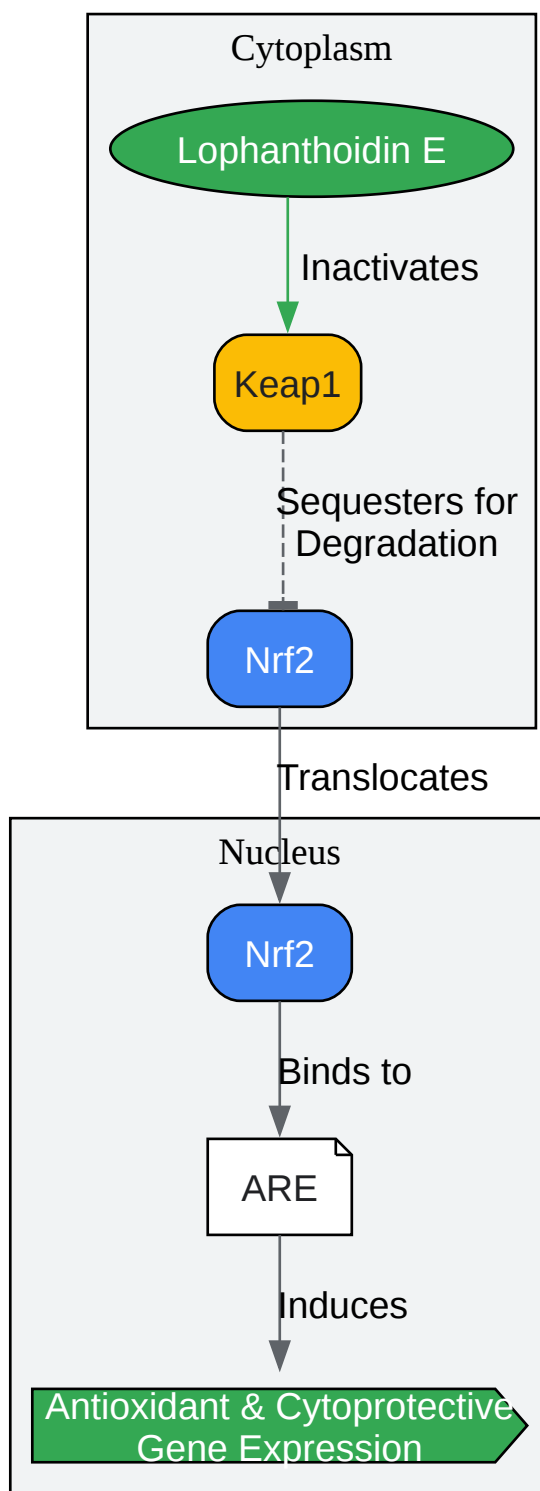 Cytoplasm
Lophanthoidin E
Inactivates
Keap1
Sequesters for
Degradation
Nrf2
Translocates
Nucleus
Nrf2
Binds to
ARE
Induces
Antioxidant & Cytoprotective
Gene Expression